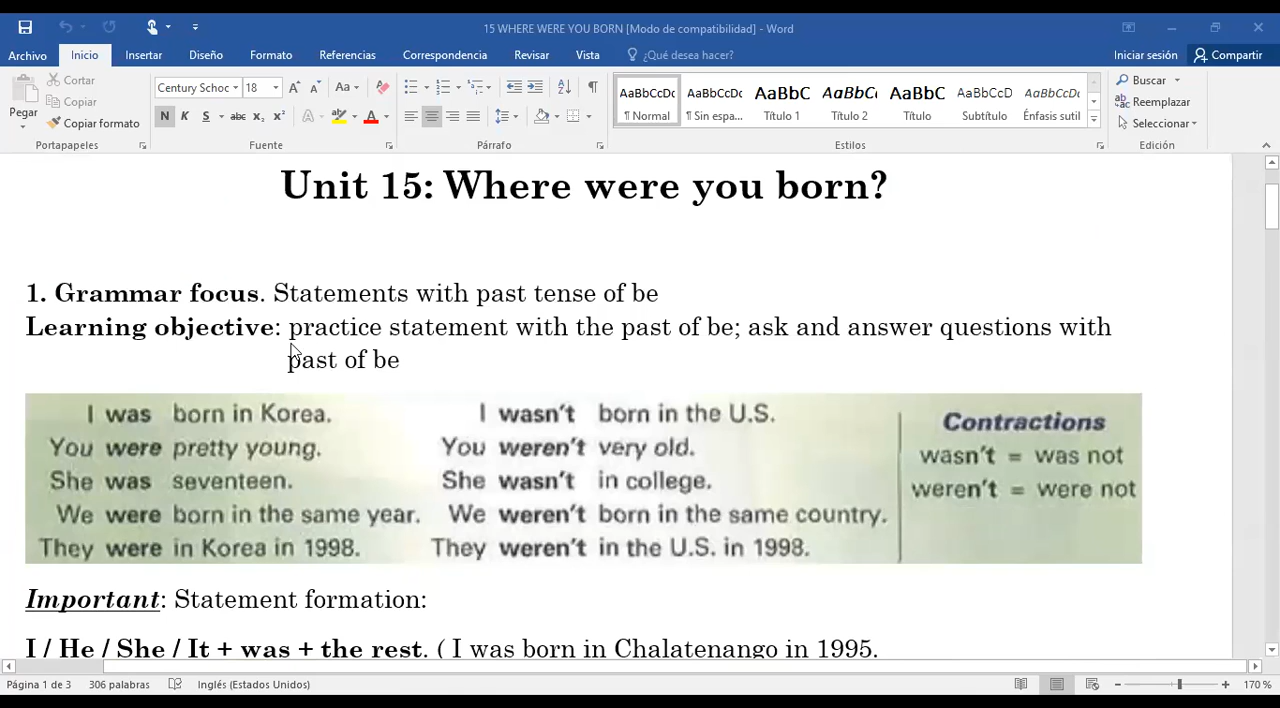 15 WHERE WERE YOU BORN [Modo de compatibilidad] - Word
Archivo Inicio Insertar Diseño Formato Referencias Correspondencia Revisar Vista ¿Qué desea hacer? Iniciar sesión Compartir
Pegar
Cortar
Copiar
Copiar formato
Portapapeles
Century Schoc 18
N K S abc x₂ x²
Fuente
Párrafo
AaBbCcDc AaBbCcDc AaBbC AaBbCc AaBbC AaBbCcD AaBbCcDc
¶ Normal ¶ Sin espa... Título 1 Título 2 Título Subtítulo Énfasis sutil
Estilos
Buscar
Reemplazar
Seleccionar
Edición
Unit 15: Where were you born?
1. Grammar focus. Statements with past tense of be
Learning objective: practice statement with the past of be; ask and answer questions with
past of be
I was born in Korea. I wasn't born in the U.S.
You were pretty young. You weren't very old.
She was seventeen. She wasn't in college.
We were born in the same year. We weren't born in the same country.
They were in Korea in 1998. They weren't in the U.S. in 1998.
Contractions
wasn't = was not
weren't = were not
Important: Statement formation:
I / He / She / It + was + the rest. ( I was born in Chalatenango in 1995.
Página 1 de 3 306 palabras Inglés (Estados Unidos) 170 %